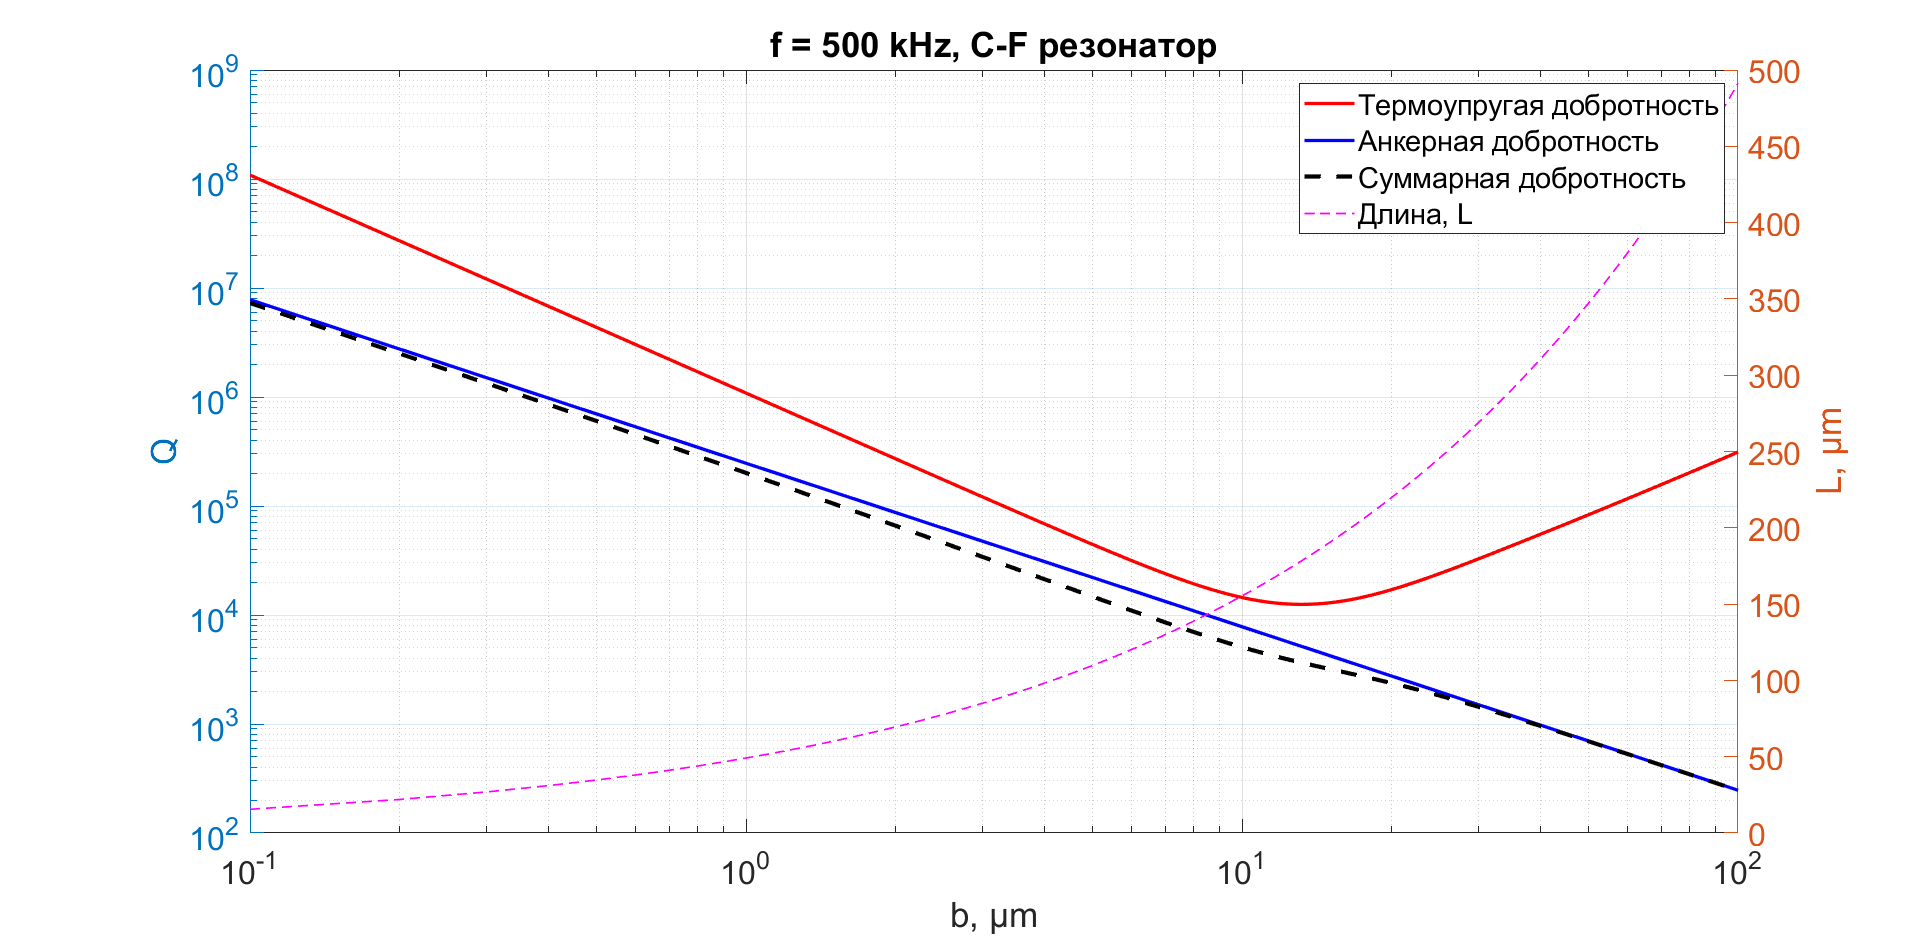 f = 500 kHz, C-F резонатор
10^9
10^8
10^7
10^6
10^5
10^4
10^3
10^2
Q
500
450
400
350
300
250
200
150
100
50
0
L, µm
Термоупругая добротность
Анкерная добротность
Суммарная добротность
Длина, L
10^-1
10^0
10^1
10^2
b, µm